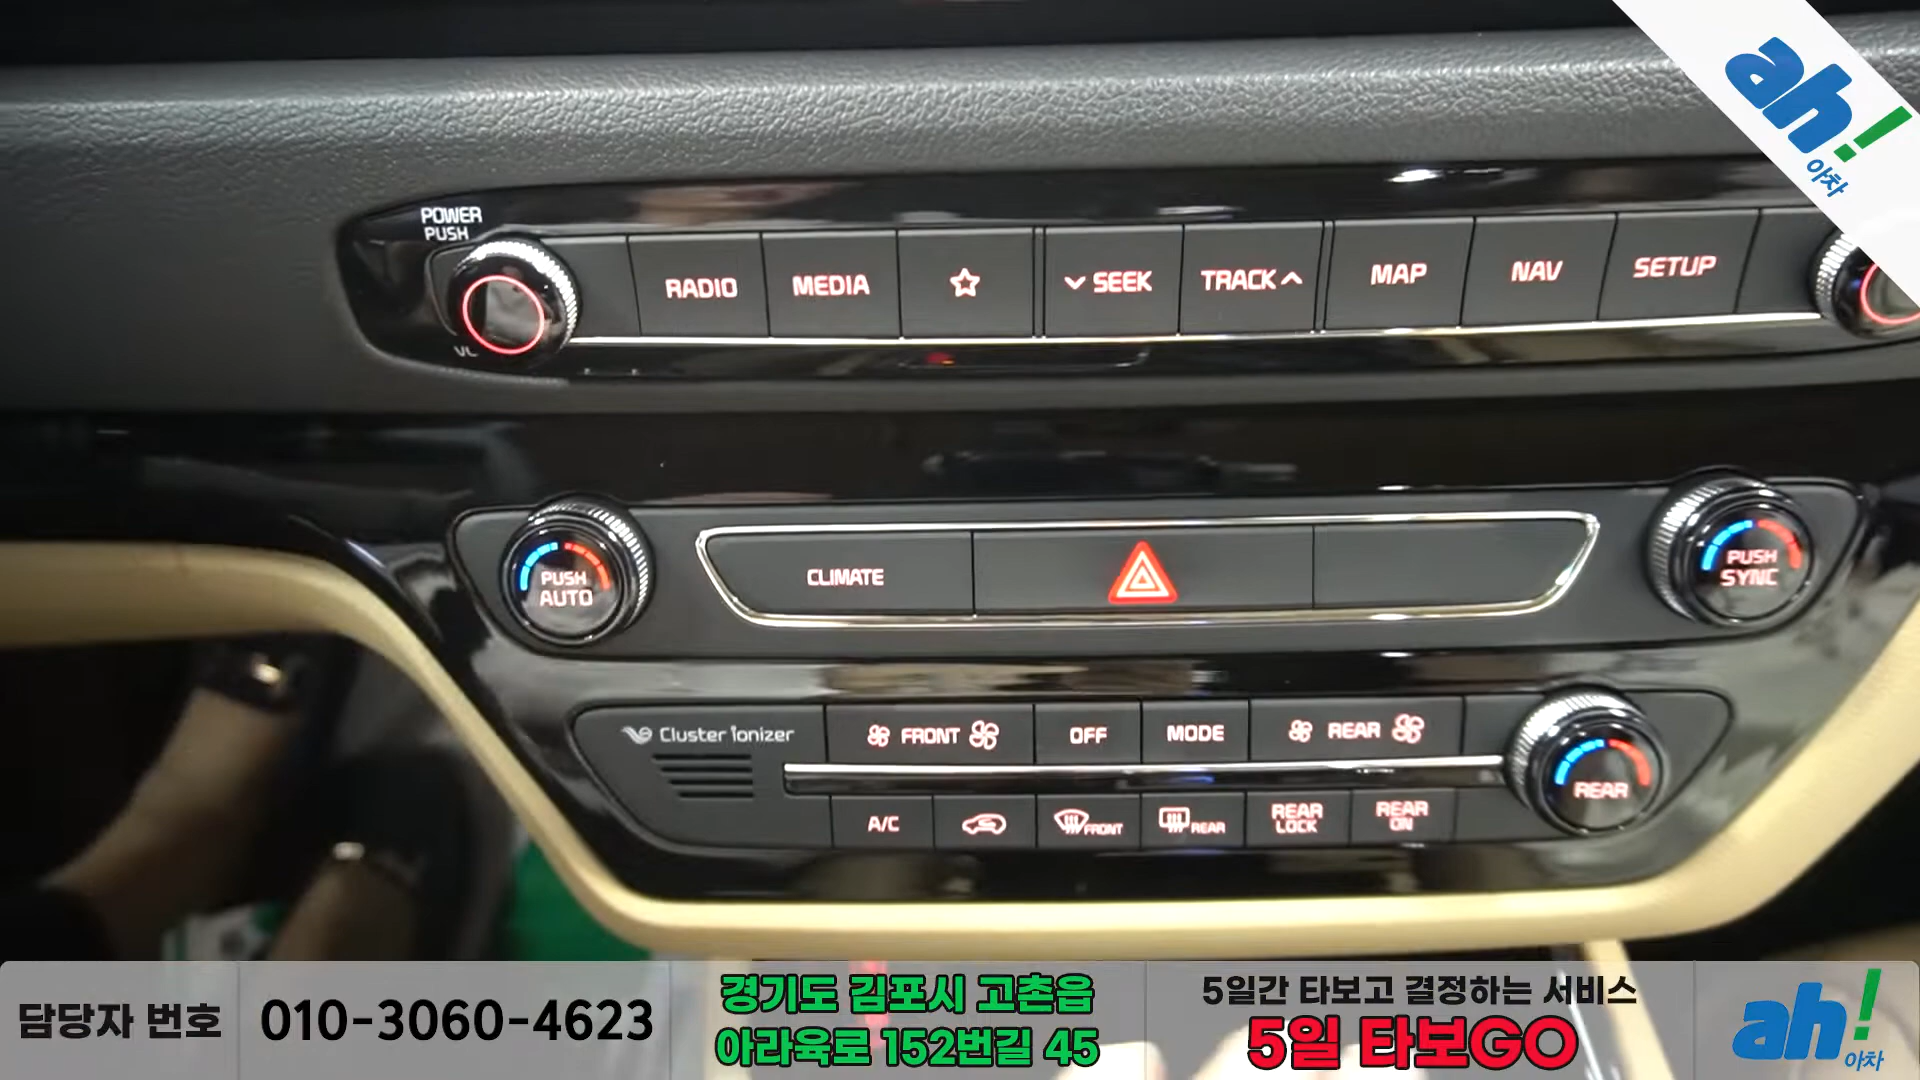 ah!
아차
POWER
PUSH
RADIO
MEDIA
SEEK
TRACK
MAP
NAV
SETUP
PUSH
AUTO
CLIMATE
PUSH
SYNC
Cluster Ionizer
FRONT
OFF
MODE
REAR
REAR
A/C
FRONT
REAR
REAR
LOCK
REAR
ON
담당자 번호
010-3060-4623
경기도 김포시 고촌읍
아라육로 152번길 45
5일간 타보고 결정하는 서비스
5일 타보GO
ah!
아차